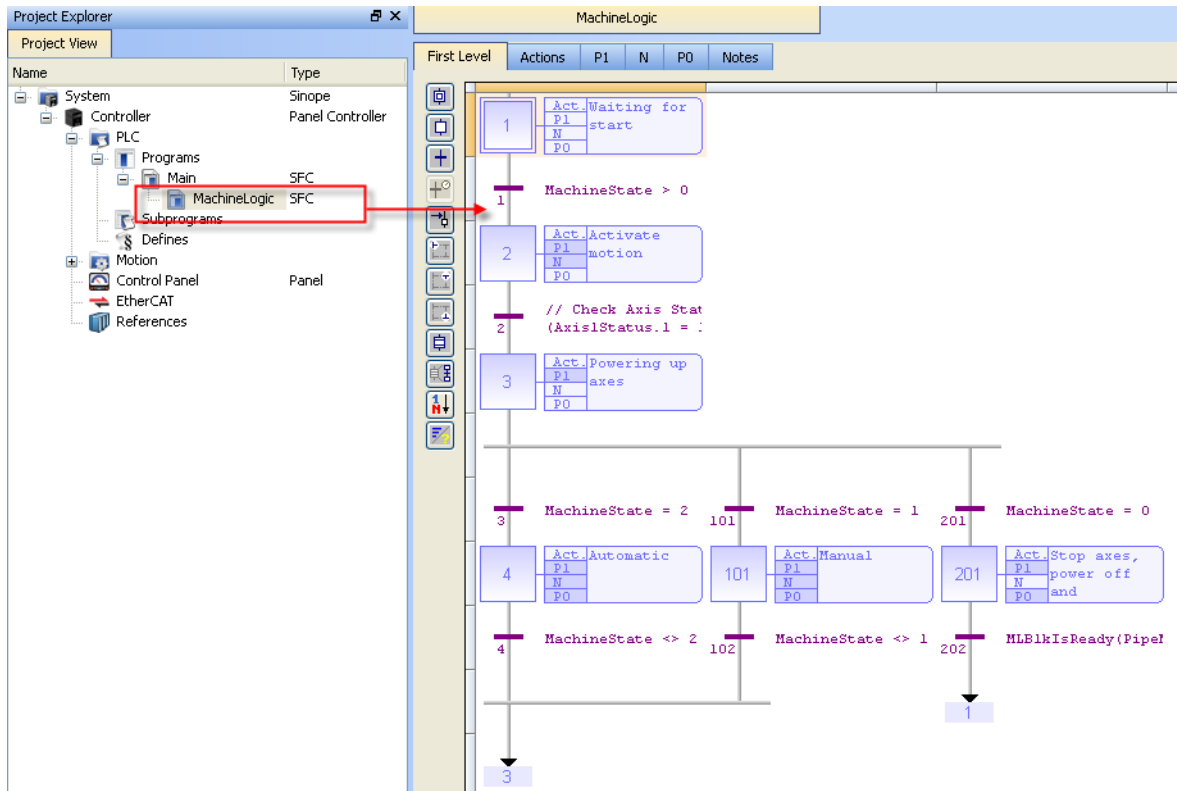 Project Explorer
Project View
Name Type
System Sinope
Controller Panel Controller
PLC
Programs
Main SFC
MachineLogic SFC
Subprograms
Defines
Motion
Control Panel Panel
EtherCAT
References
MachineLogic
First Level Actions P1 N P0 Notes
1
Act. Waiting for
P1 start
N
P0
1 MachineState > 0
2
Act. Activate
P1 motion
N
P0
// Check Axis Stat
2 (Axis1Status.1 =
3
Act. Powering up
P1 axes
N
P0
3 MachineState = 2 101 MachineState = 1 201 MachineState = 0
4
Act. Automatic
P1
N
P0
101
Act. Manual
P1
N
P0
201
Act. Stop axes,
P1 power off
N and
P0
4 MachineState <> 2 102 MachineState <> 1 202 MLBlkIsReady(Pipe
1
3